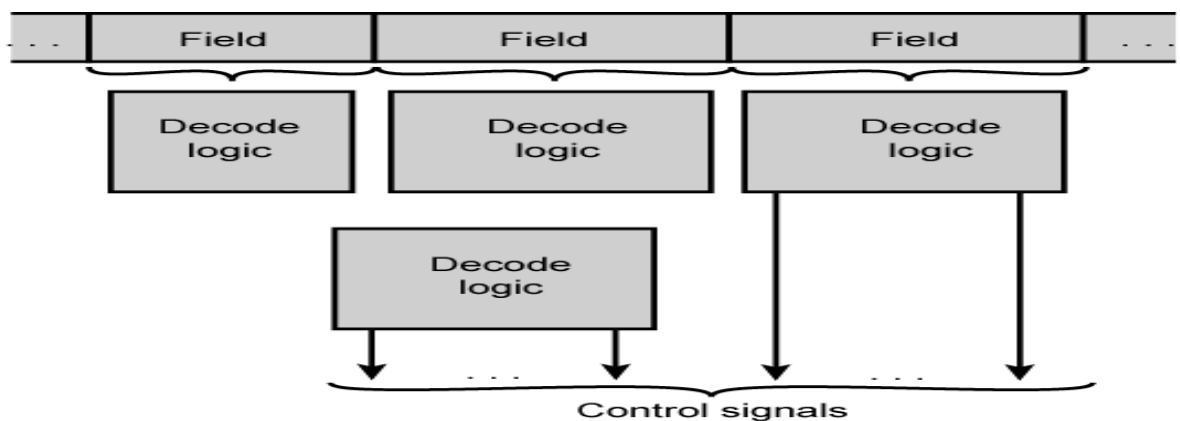 . . . Field Field Field . . .
Decode Decode Decode
logic logic logic
Decode
logic
. . . . . .
Control signals